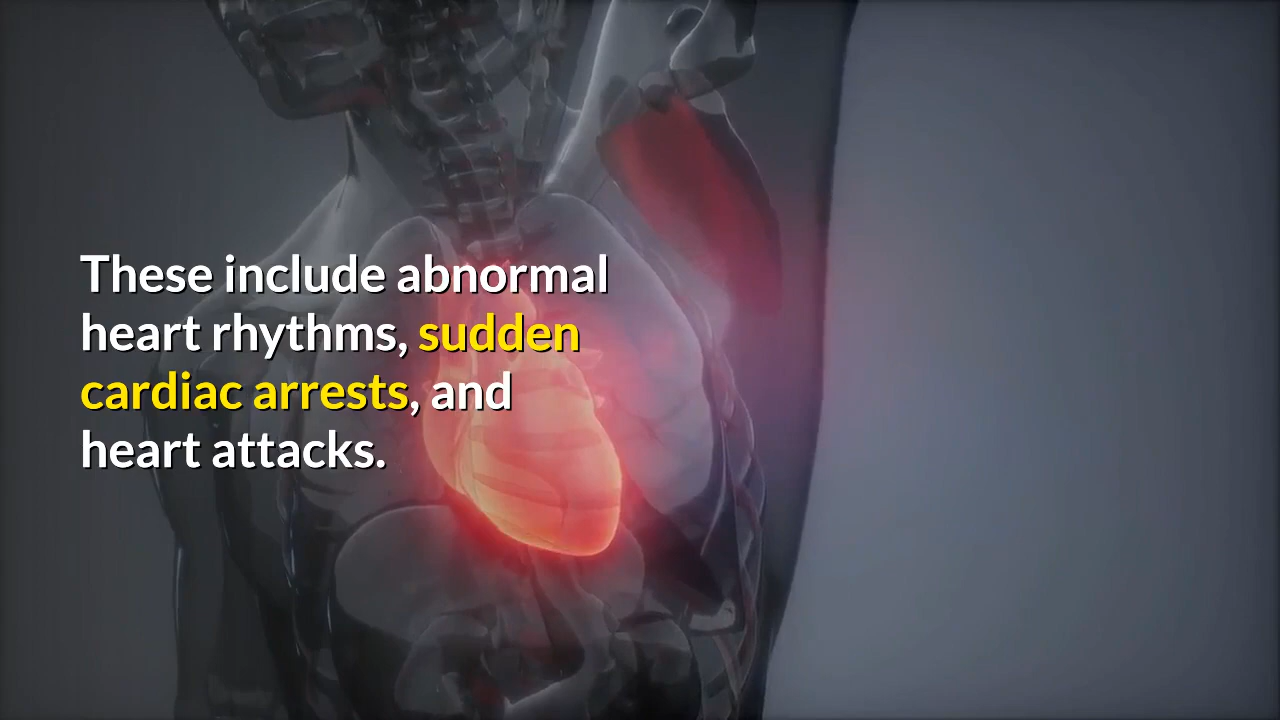 These include abnormal
heart rhythms, sudden
cardiac arrests, and
heart attacks.